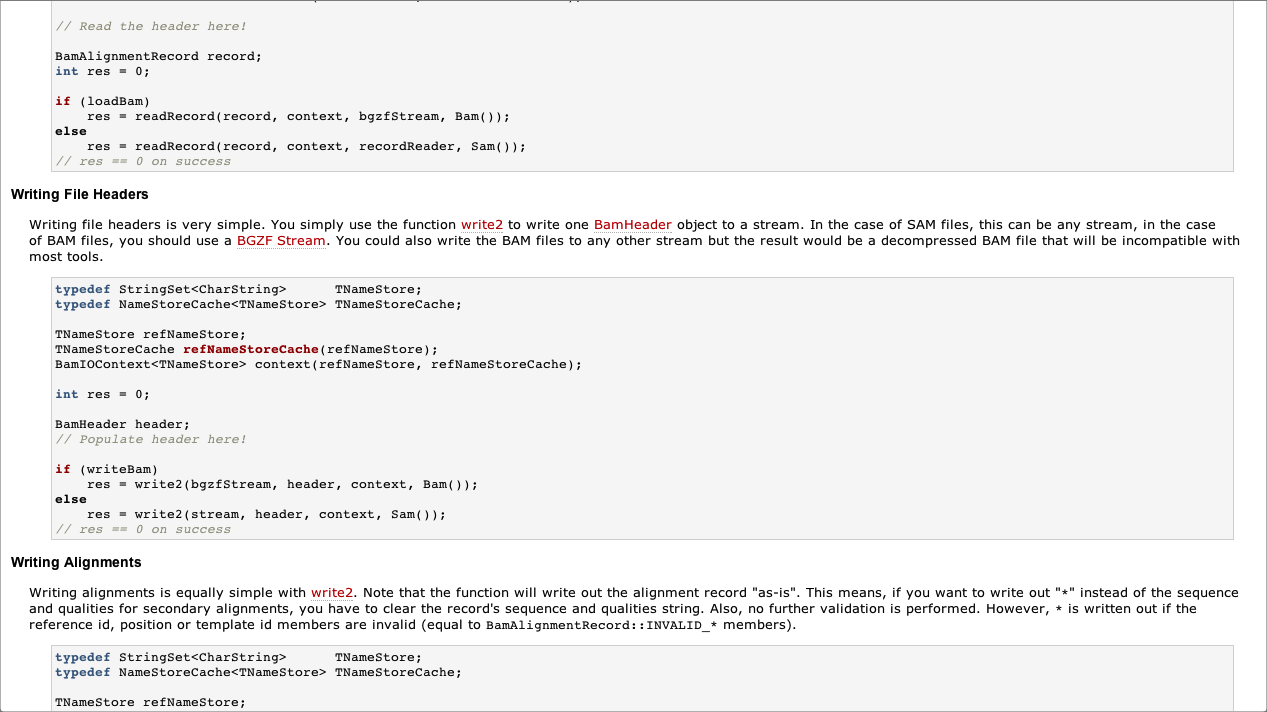 // Read the header here!
BamAlignmentRecord record;
int res = 0;
if (loadBam)
    res = readRecord(record, context, bgzfStream, Bam());
else
    res = readRecord(record, context, recordReader, Sam());
// res == 0 on success
Writing File Headers
Writing file headers is very simple. You simply use the function write2 to write one BamHeader object to a stream. In the case of SAM files, this can be any stream, in the case
of BAM files, you should use a BGZF Stream. You could also write the BAM files to any other stream but the result would be a decompressed BAM file that will be incompatible with
most tools.
typedef StringSet<CharString>      TNameStore;
typedef NameStoreCache<TNameStore> TNameStoreCache;
TNameStore refNameStore;
TNameStoreCache refNameStoreCache(refNameStore);
BamIOContext<TNameStore> context(refNameStore, refNameStoreCache);
int res = 0;
BamHeader header;
// Populate header here!
if (writeBam)
    res = write2(bgzfStream, header, context, Bam());
else
    res = write2(stream, header, context, Sam());
// res == 0 on success
Writing Alignments
Writing alignments is equally simple with write2. Note that the function will write out the alignment record "as-is". This means, if you want to write out "*" instead of the sequence
and qualities for secondary alignments, you have to clear the record's sequence and qualities string. Also, no further validation is performed. However, * is written out if the
reference id, position or template id members are invalid (equal to BamAlignmentRecord::INVALID_* members).
typedef StringSet<CharString>      TNameStore;
typedef NameStoreCache<TNameStore> TNameStoreCache;
TNameStore refNameStore;